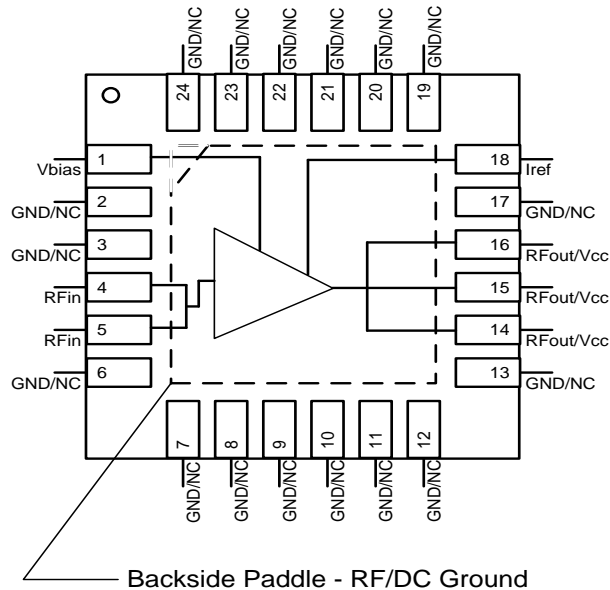 GND/NC GND/NC GND/NC GND/NC GND/NC GND/NC
24 23 22 21 20 19
1 18
Vbias Iref
2 17
GND/NC GND/NC
3 16
GND/NC RFout/Vcc
4 15
RFin RFout/Vcc
5 14
RFin RFout/Vcc
6 13
GND/NC GND/NC
7 8 9 10 11 12
GND/NC GND/NC GND/NC GND/NC GND/NC GND/NC
Backside Paddle - RF/DC Ground